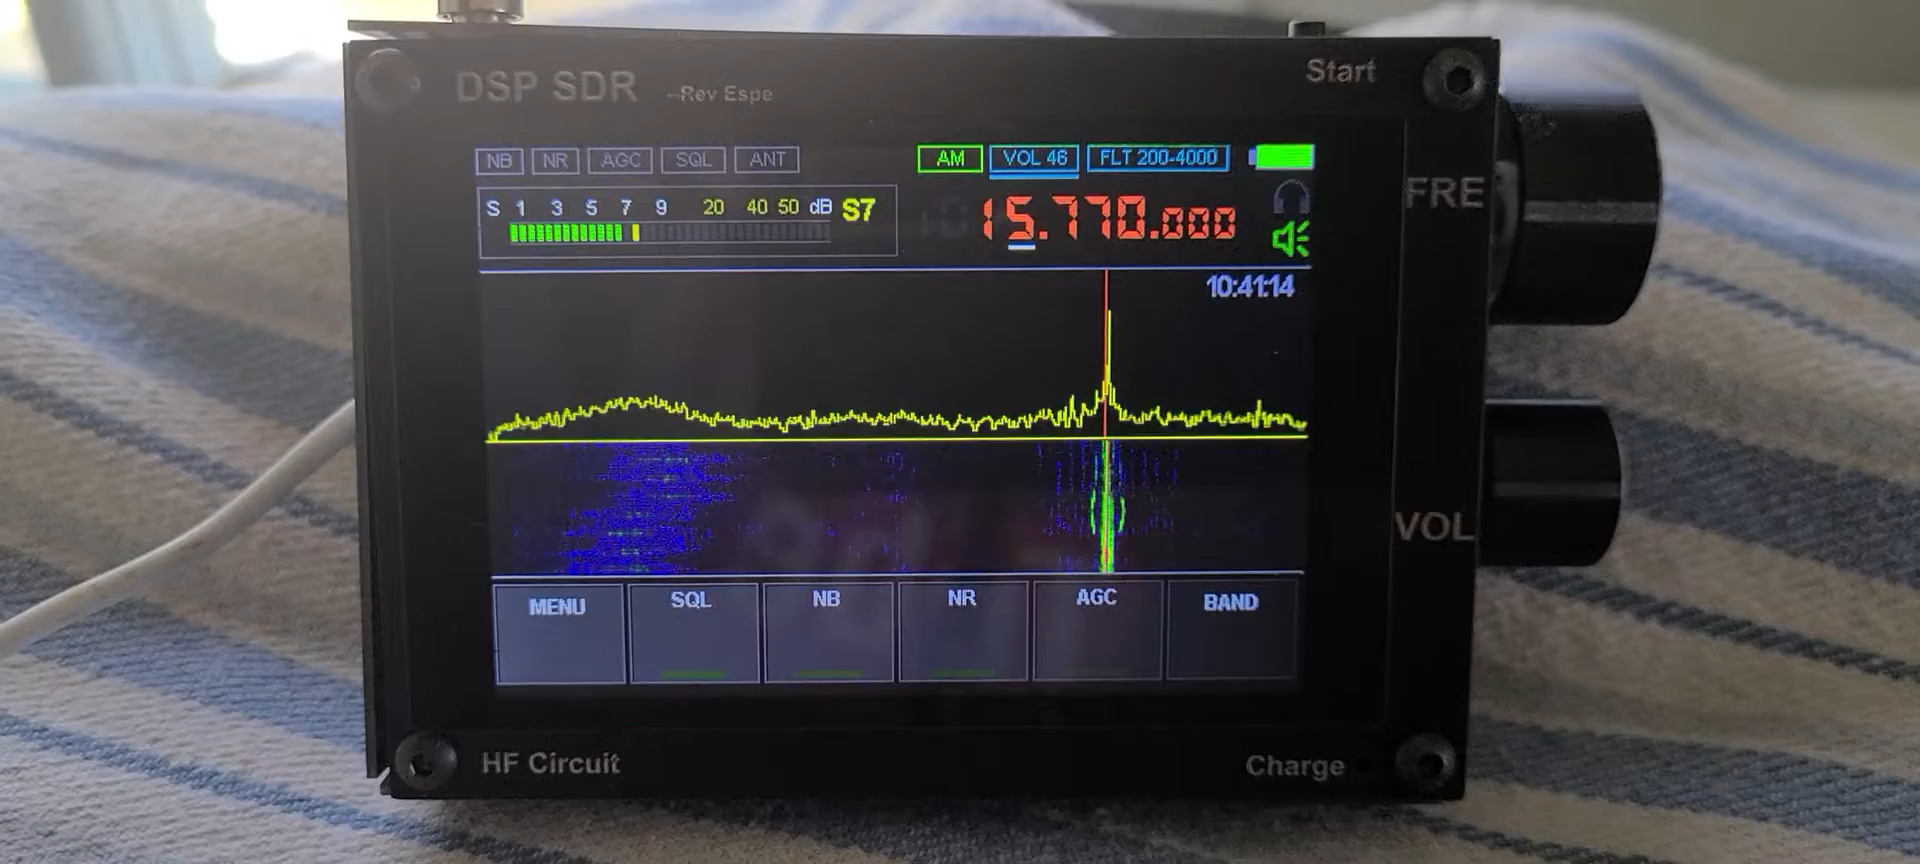 DSP SDR --Rev Espe
Start
NB NR AGC SQL ANT AM VOL 46 FLT 200-4000
S 1 3 5 7 9 20 40 50 dB S7
15.770.000
FRE
10:41:14
VOL
MENU SQL NB NR AGC BAND
HF Circuit
Charge